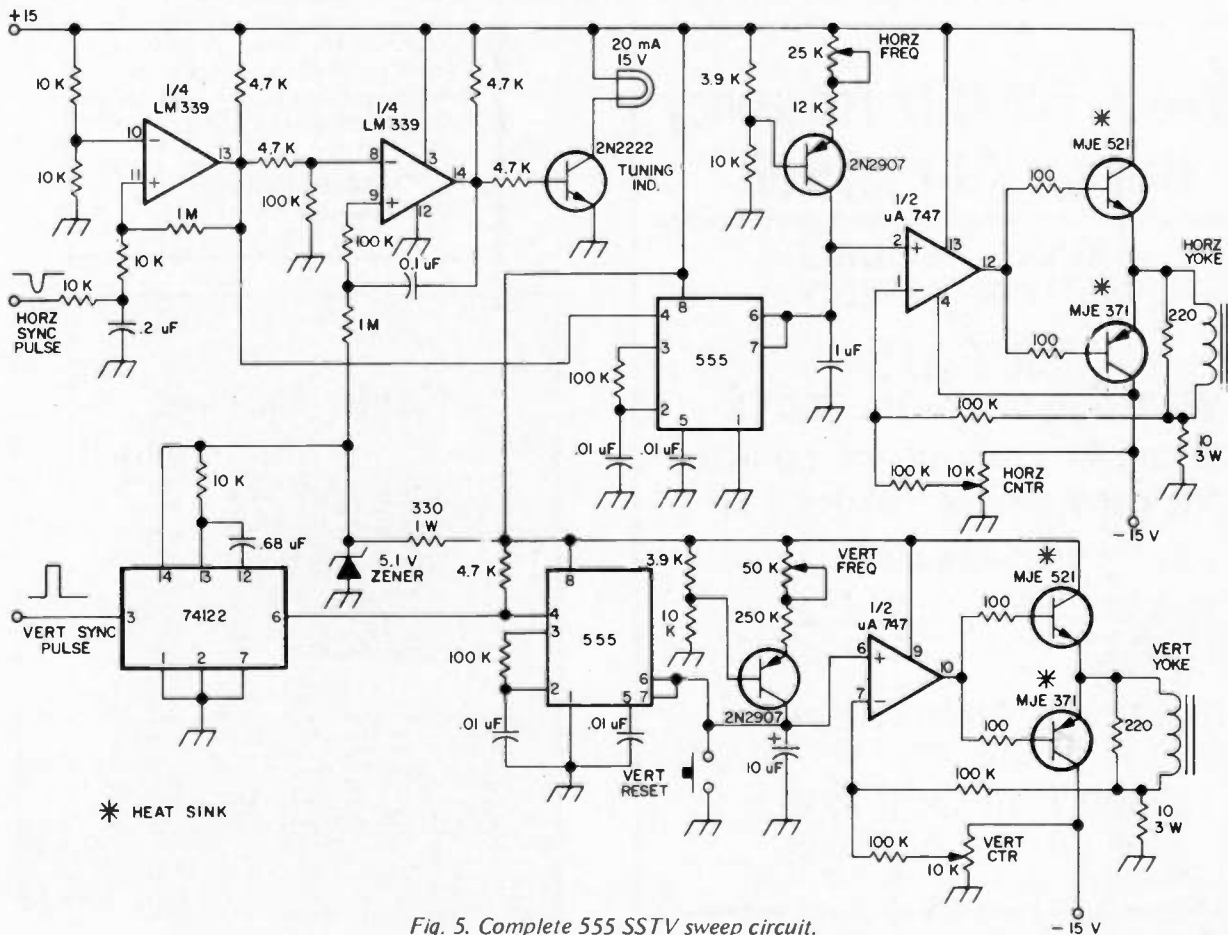 +15
10 K
10 K
1/4
LM 339
10
11
13
4.7 K
1 M
10 K
10 K
HORZ
SYNC
PULSE
.2 uF
4.7 K
100 K
1/4
LM 339
8
9
3
12
14
4.7 K
100 K
0.1 uF
1 M
4.7 K
20 mA
15 V
2N2222
TUNING
IND.
3.9 K
10 K
25 K
HORZ
FREQ
12 K
2N2907
4
3
2
8
6
7
5
1
555
100 K
.01 uF
.01 uF
1 uF
1/2
uA 747
2
1
13
4
12
100
100
MJE 521
MJE 371
220
HORZ
YOKE
100 K
100 K
10 K
HORZ
CNTR
10
3 W
-15 V
10 K
.68 uF
14
13
12
3
6
74122
1
2
7
VERT SYNC
PULSE
330
1 W
5.1 V
ZENER
4.7 K
8
4
3
2
555
6
7
1
5
100 K
.01 uF
.01 uF
VERT
RESET
3.9 K
10
K
50 K
VERT
FREQ
250 K
2N2907
+
10 uF
1/2
uA 747
6
7
9
10
100
100
MJE 521
MJE 371
220
VERT
YOKE
100 K
100 K
10 K
VERT
CTR
10
3 W
-15 V
* HEAT SINK
Fig. 5. Complete 555 SSTV sweep circuit.